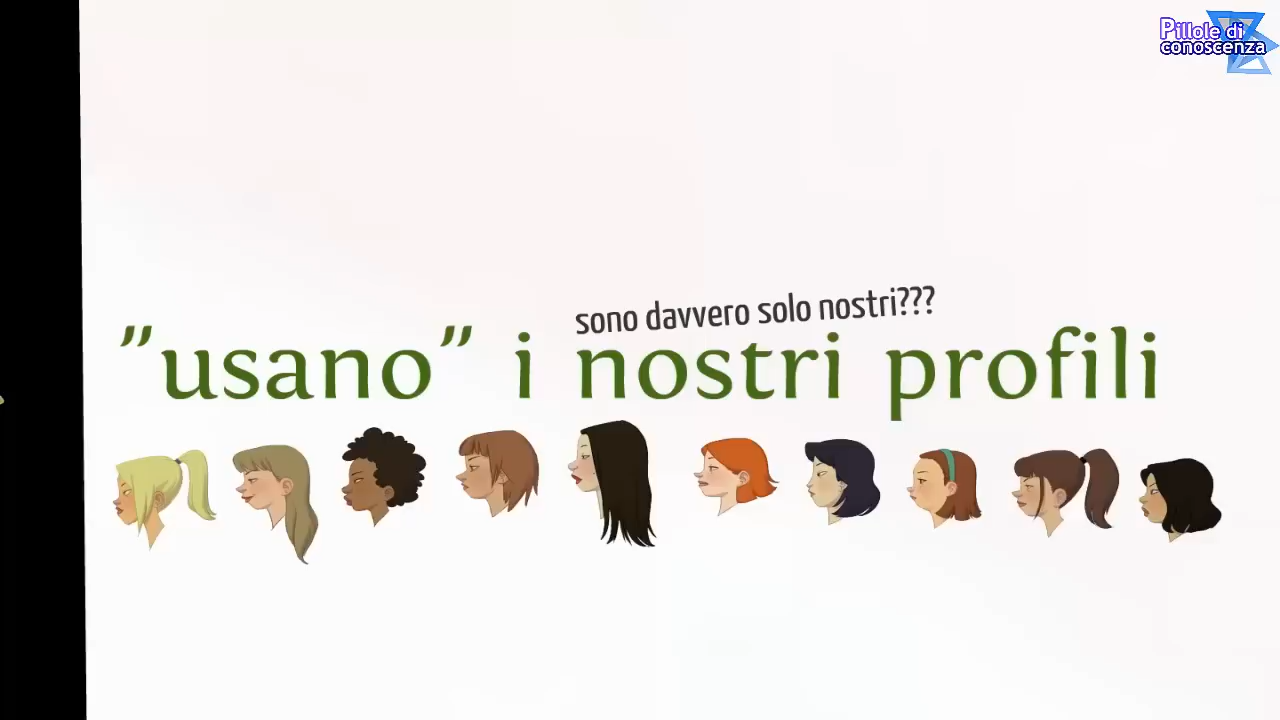 Pillole di
conoscenza
sono davvero solo nostri???
"usano" i nostri profili